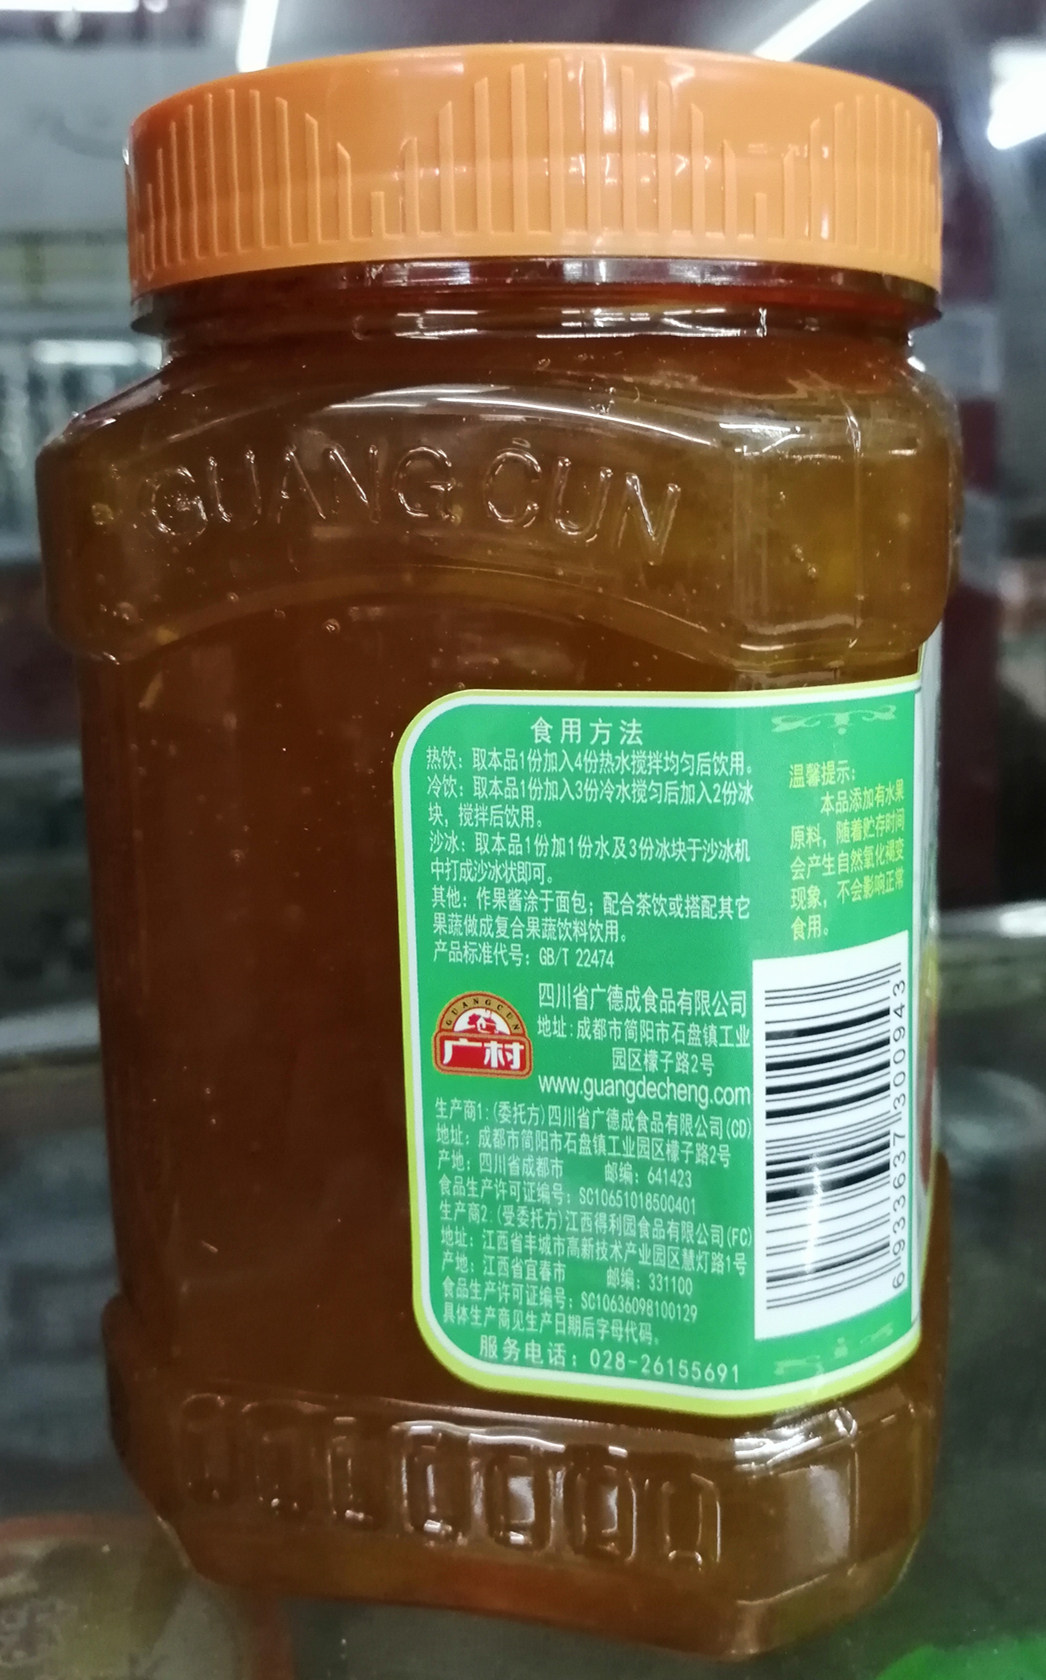 GUANG CUN
食用方法
热饮：取本品1份加入4份热水搅拌均匀后饮用。
冷饮：取本品1份加入3份冷水搅匀后加入2份冰
块，搅拌后饮用。
沙冰：取本品1份加1份水及3份冰块于沙冰机
中打成沙冰状即可。
其他：作果酱涂于面包；配合茶饮或搭配其它
果蔬做成复合果蔬饮料饮用。
产品标准代号：GB/T 22474
GUANGCUN
广村
四川省广德成食品有限公司
地址：成都市简阳市石盘镇工业
园区檬子路2号
www.guangdecheng.com
生产商1：(委托方)四川省广德成食品有限公司(CD)
地址：成都市简阳市石盘镇工业园区檬子路2号
产地：四川省成都市 邮编：641423
食品生产许可证编号：SC10651018500401
生产商2：(受委托方)江西得利园食品有限公司(FC)
地址：江西省丰城市高新技术产业园区慧灯路1号
产地：江西省宜春市 邮编：331100
食品生产许可证编号：SC10636098100129
具体生产商见生产日期后字母代码。
服务电话：028-26155691
温馨提示：
本品添加有水果
原料，随着贮存时间
会产生自然氧化褐变
现象，不会影响正常
食用。
6933637300943